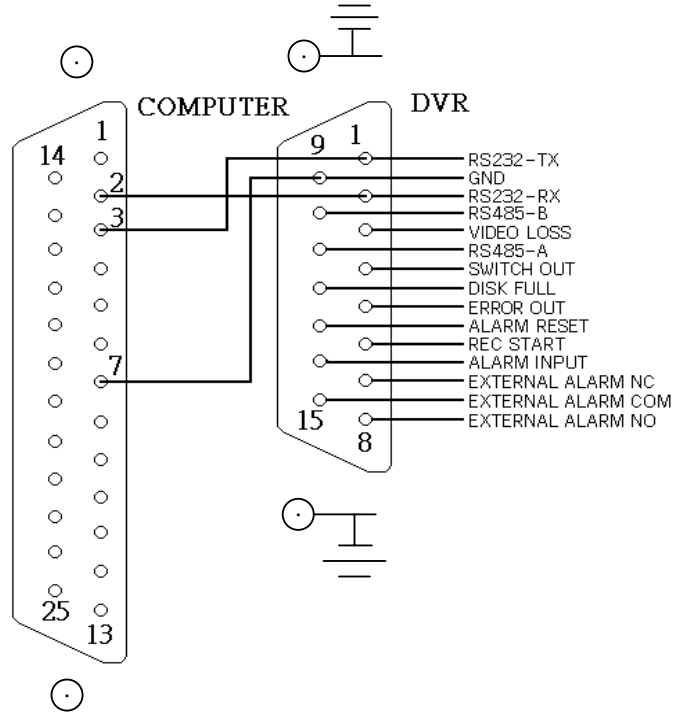 COMPUTER
DVR
1
14
2
3
7
25
13
9
1
15
8
RS232-TX
GND
RS232-RX
RS485-B
VIDEO LOSS
RS485-A
SWITCH OUT
DISK FULL
ERROR OUT
ALARM RESET
REC START
ALARM INPUT
EXTERNAL ALARM NC
EXTERNAL ALARM COM
EXTERNAL ALARM NO